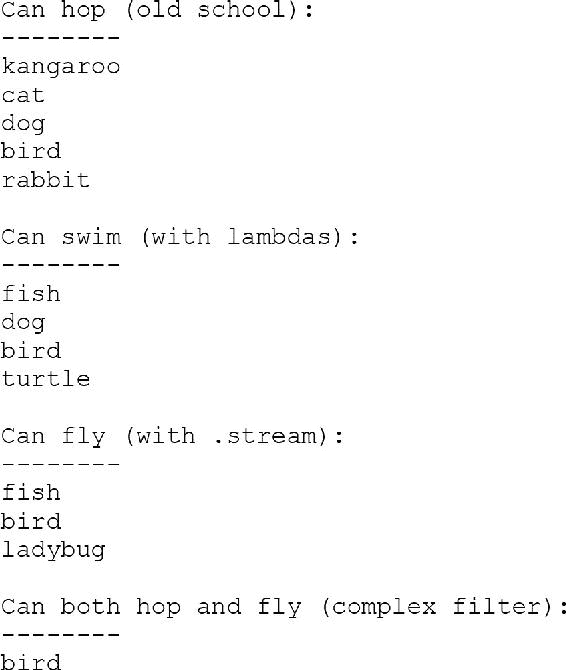 Can hop (old school):
--------
kangaroo
cat
dog
bird
rabbit

Can swim (with lambdas):
--------
fish
dog
bird
turtle

Can fly (with .stream):
--------
fish
bird
ladybug

Can both hop and fly (complex filter):
--------
bird